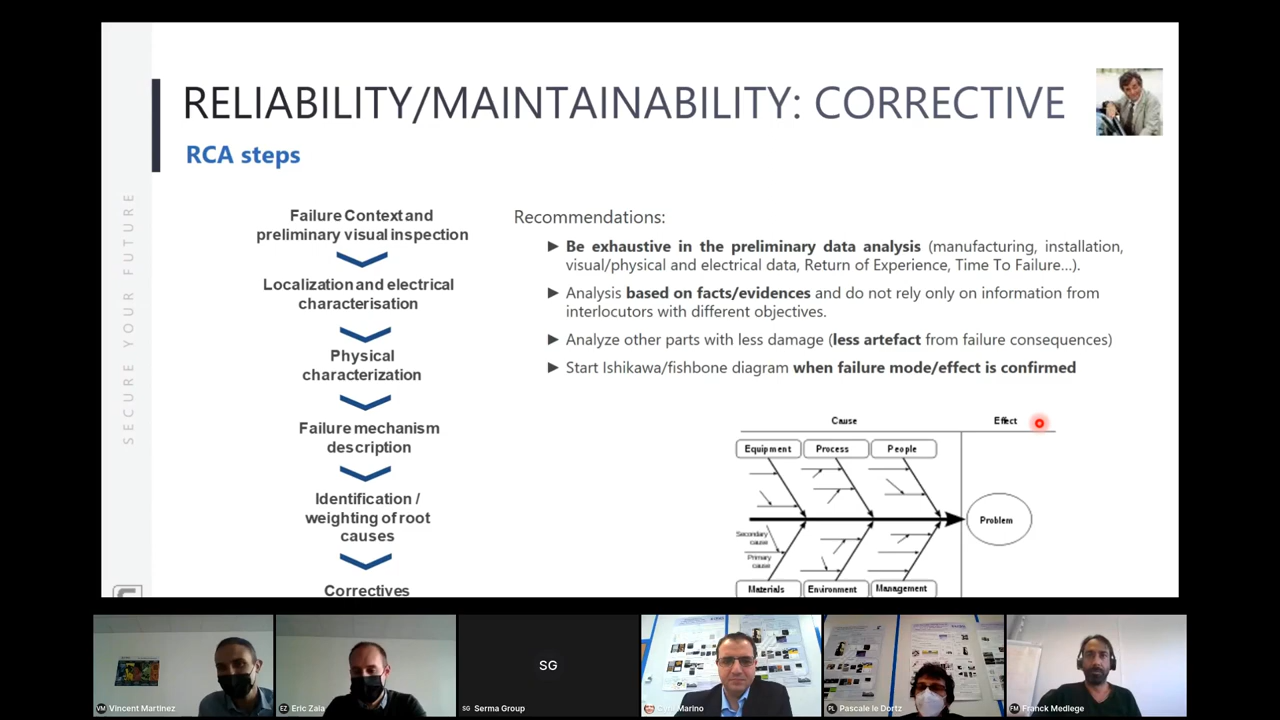 RELIABILITY/MAINTAINABILITY: CORRECTIVE
RCA steps
SECURE YOUR FUTURE
Failure Context and
preliminary visual inspection
Localization and electrical
characterisation
Physical
characterization
Failure mechanism
description
Identification /
weighting of root
causes
Correctives
Recommendations:
► Be exhaustive in the preliminary data analysis (manufacturing, installation,
visual/physical and electrical data, Return of Experience, Time To Failure...).
► Analysis based on facts/evidences and do not rely only on information from
interlocutors with different objectives.
► Analyze other parts with less damage (less artefact from failure consequences)
► Start Ishikawa/fishbone diagram when failure mode/effect is confirmed
Cause
Effect
Equipment
Process
People
Problem
Secondary
cause
Primary
cause
Materials
Environment
Management
SG
VM Vincent Martinez
EZ Eric Zaia
SG Serma Group
Marino
PL Pascale le Dortz
FM Franck Medlege